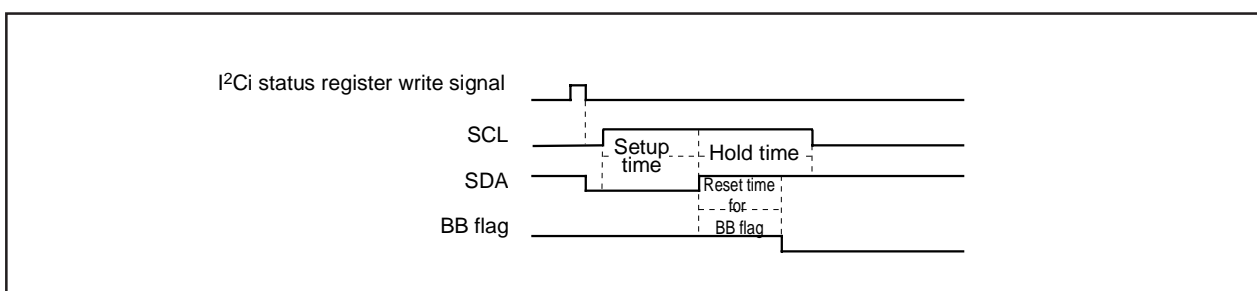 I²Ci status register write signal
SCL
Setup
time
Hold time
SDA
Reset time
for
BB flag
BB flag